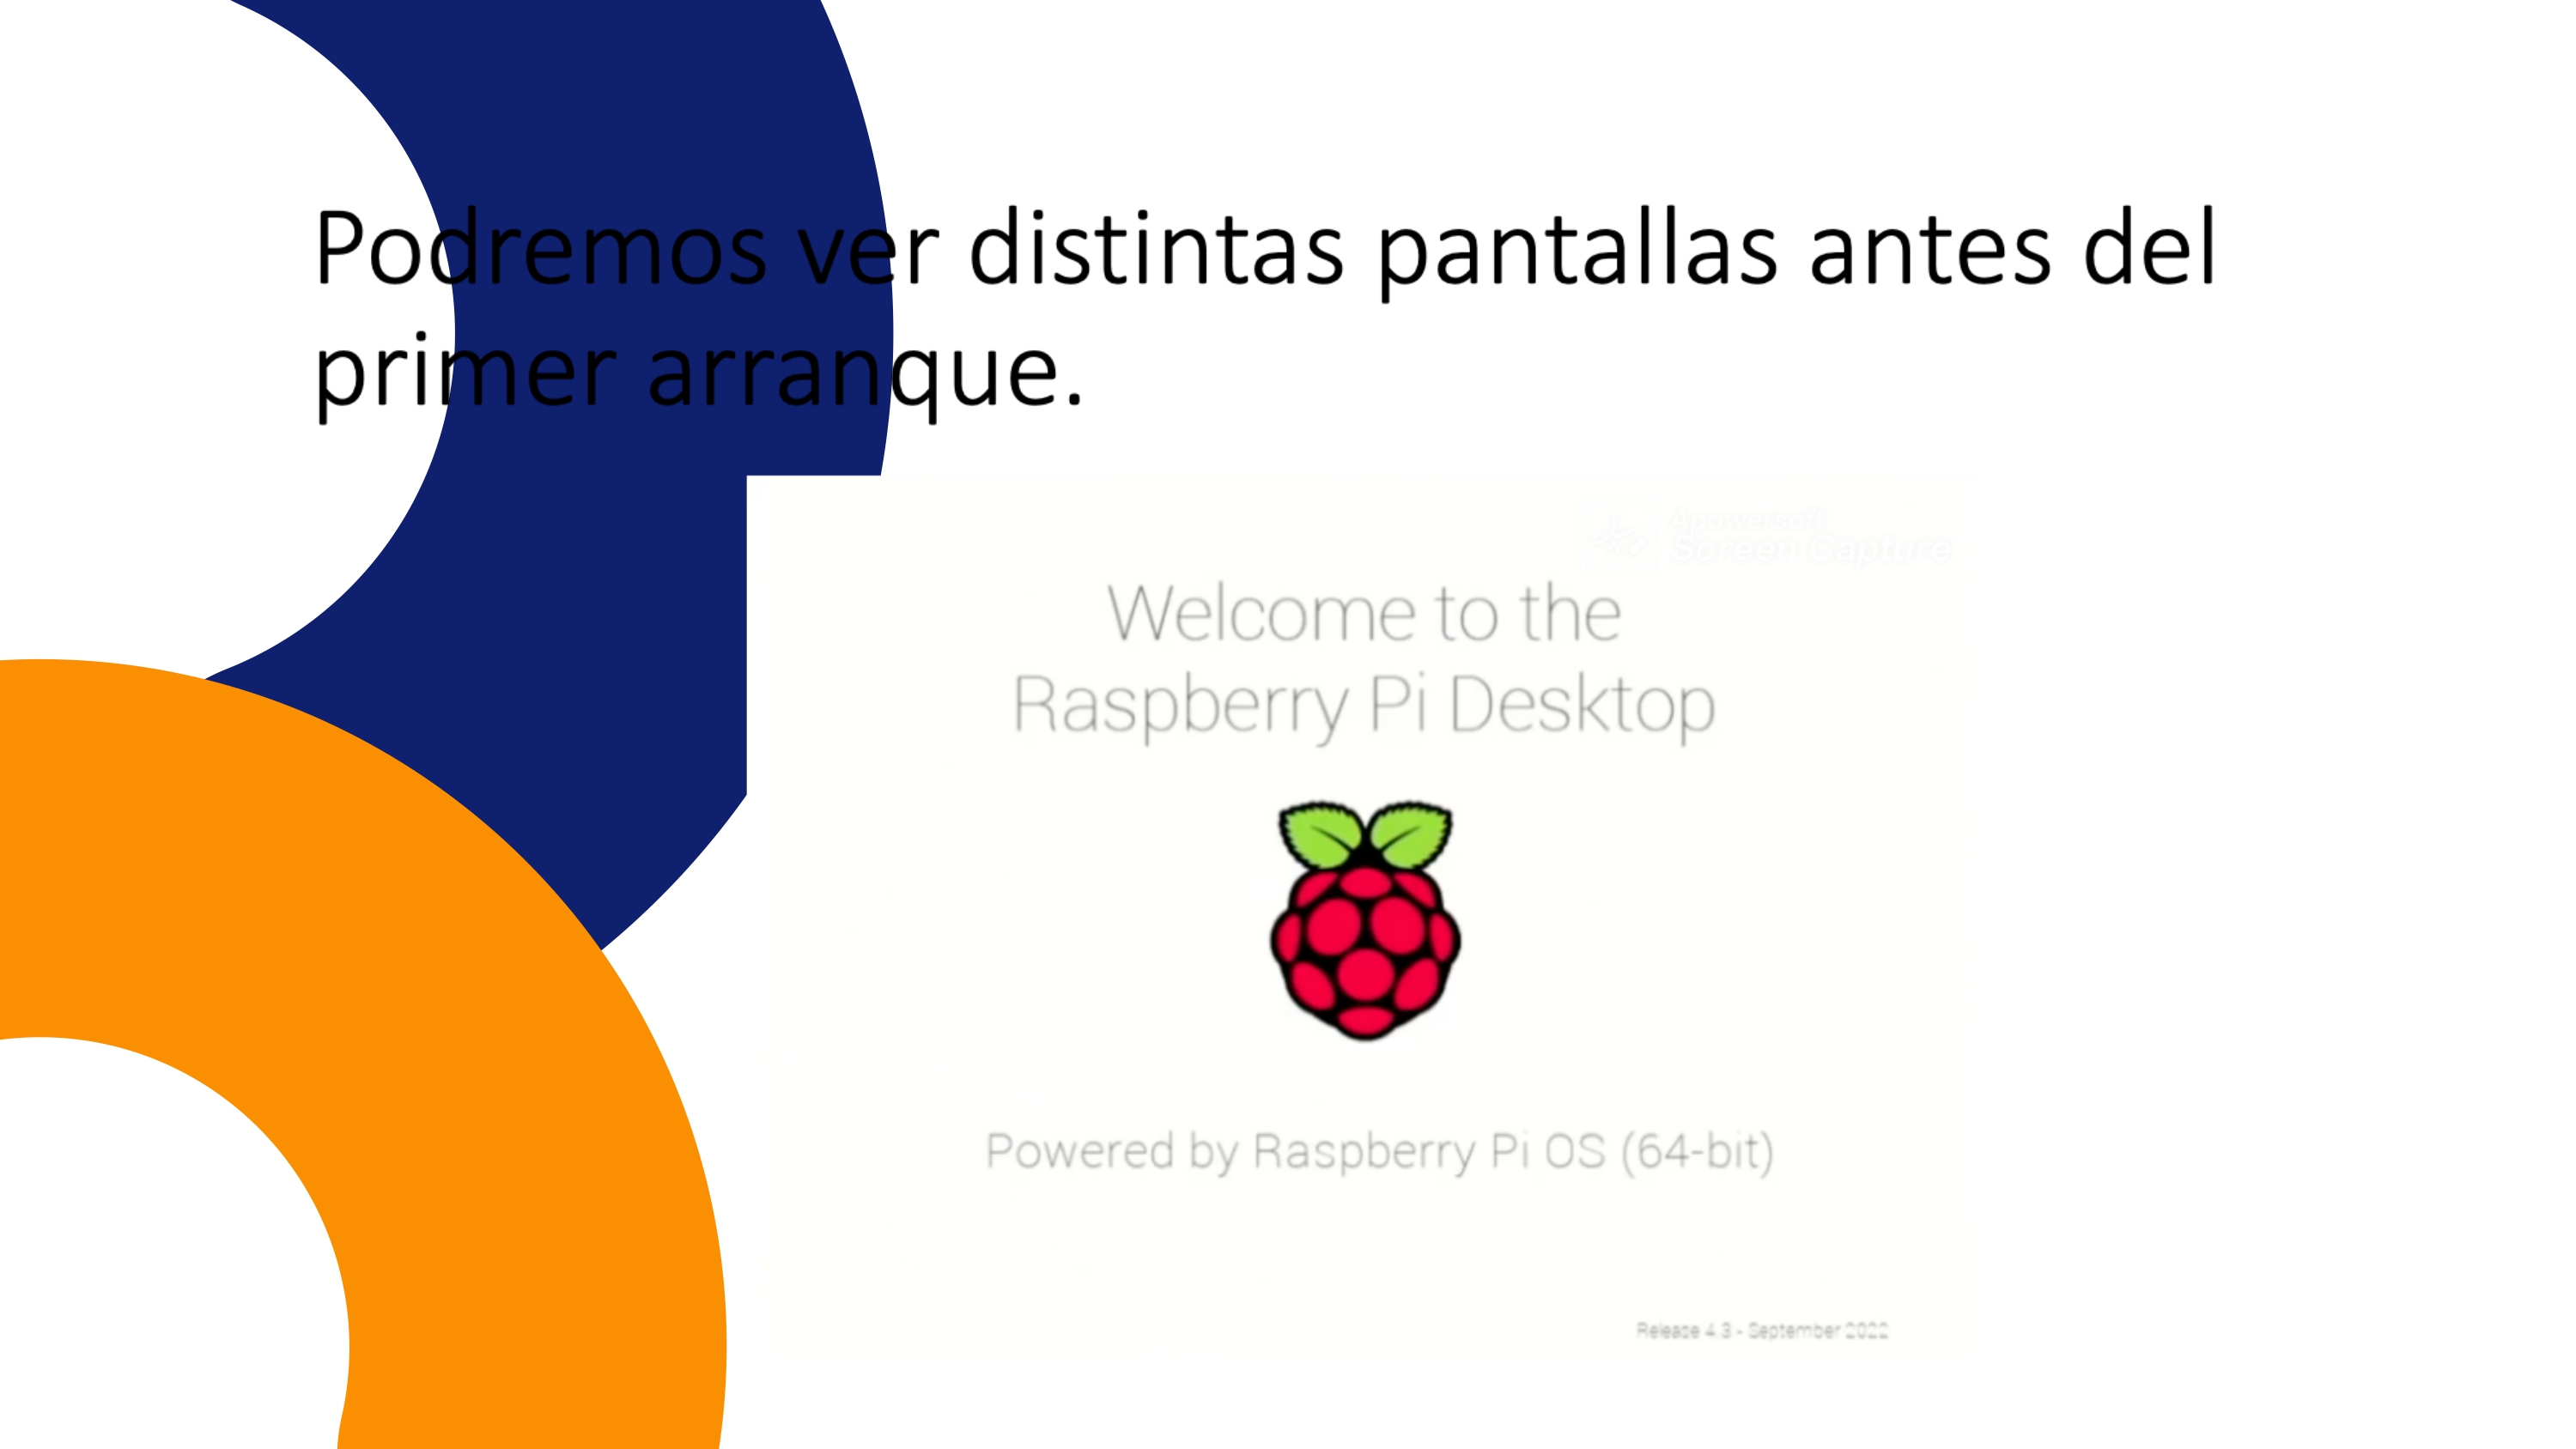 Podremos ver distintas pantallas antes del
primer arranque.
Apowersoft
Screen Capture
Welcome to the
Raspberry Pi Desktop
Powered by Raspberry Pi OS (64-bit)
Release 4.3 - September 2022